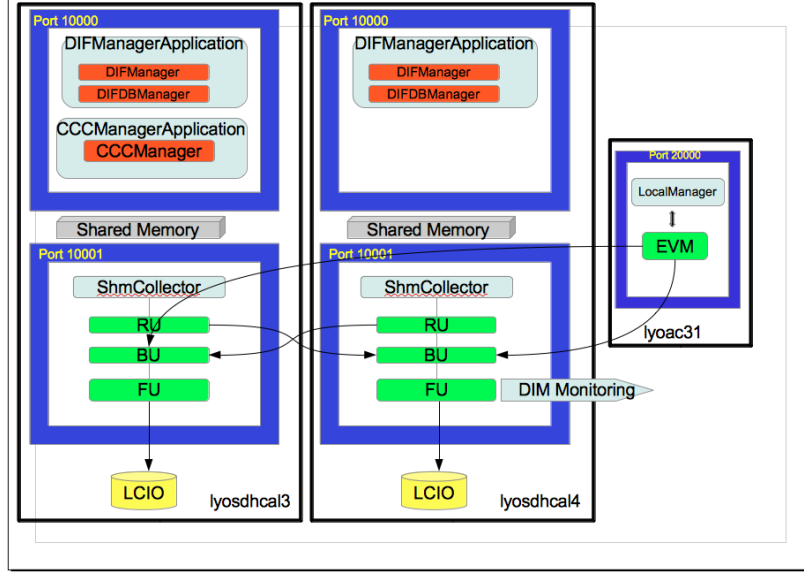 Port 10000
DIFManagerApplication
DIFManager
DIFDBManager
CCCManagerApplication
CCCManager
Shared Memory
Port 10001
ShmCollector
RU
BU
FU
LCIO
lyosdhcal3
Port 10000
DIFManagerApplication
DIFManager
DIFDBManager
Shared Memory
Port 10001
ShmCollector
RU
BU
FU
DIM Monitoring
LCIO
lyosdhcal4
Port 20000
LocalManager
EVM
lyoac31